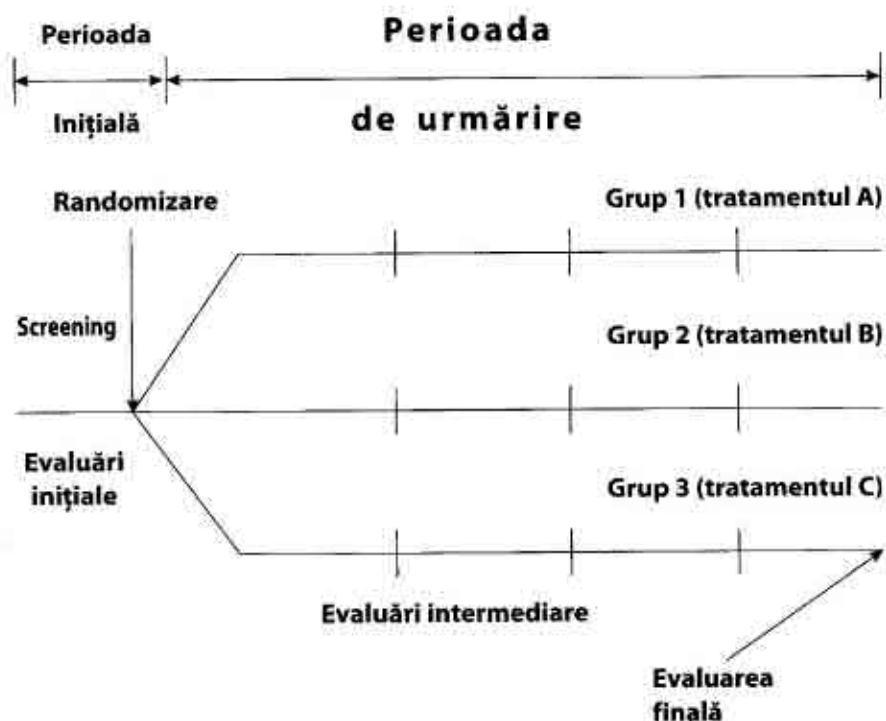 Perioada
Perioada
Inițială
de urmărire
Randomizare
Grup 1 (tratamentul A)
Screening
Grup 2 (tratamentul B)
Evaluări
inițiale
Grup 3 (tratamentul C)
Evaluări intermediare
Evaluarea
finală